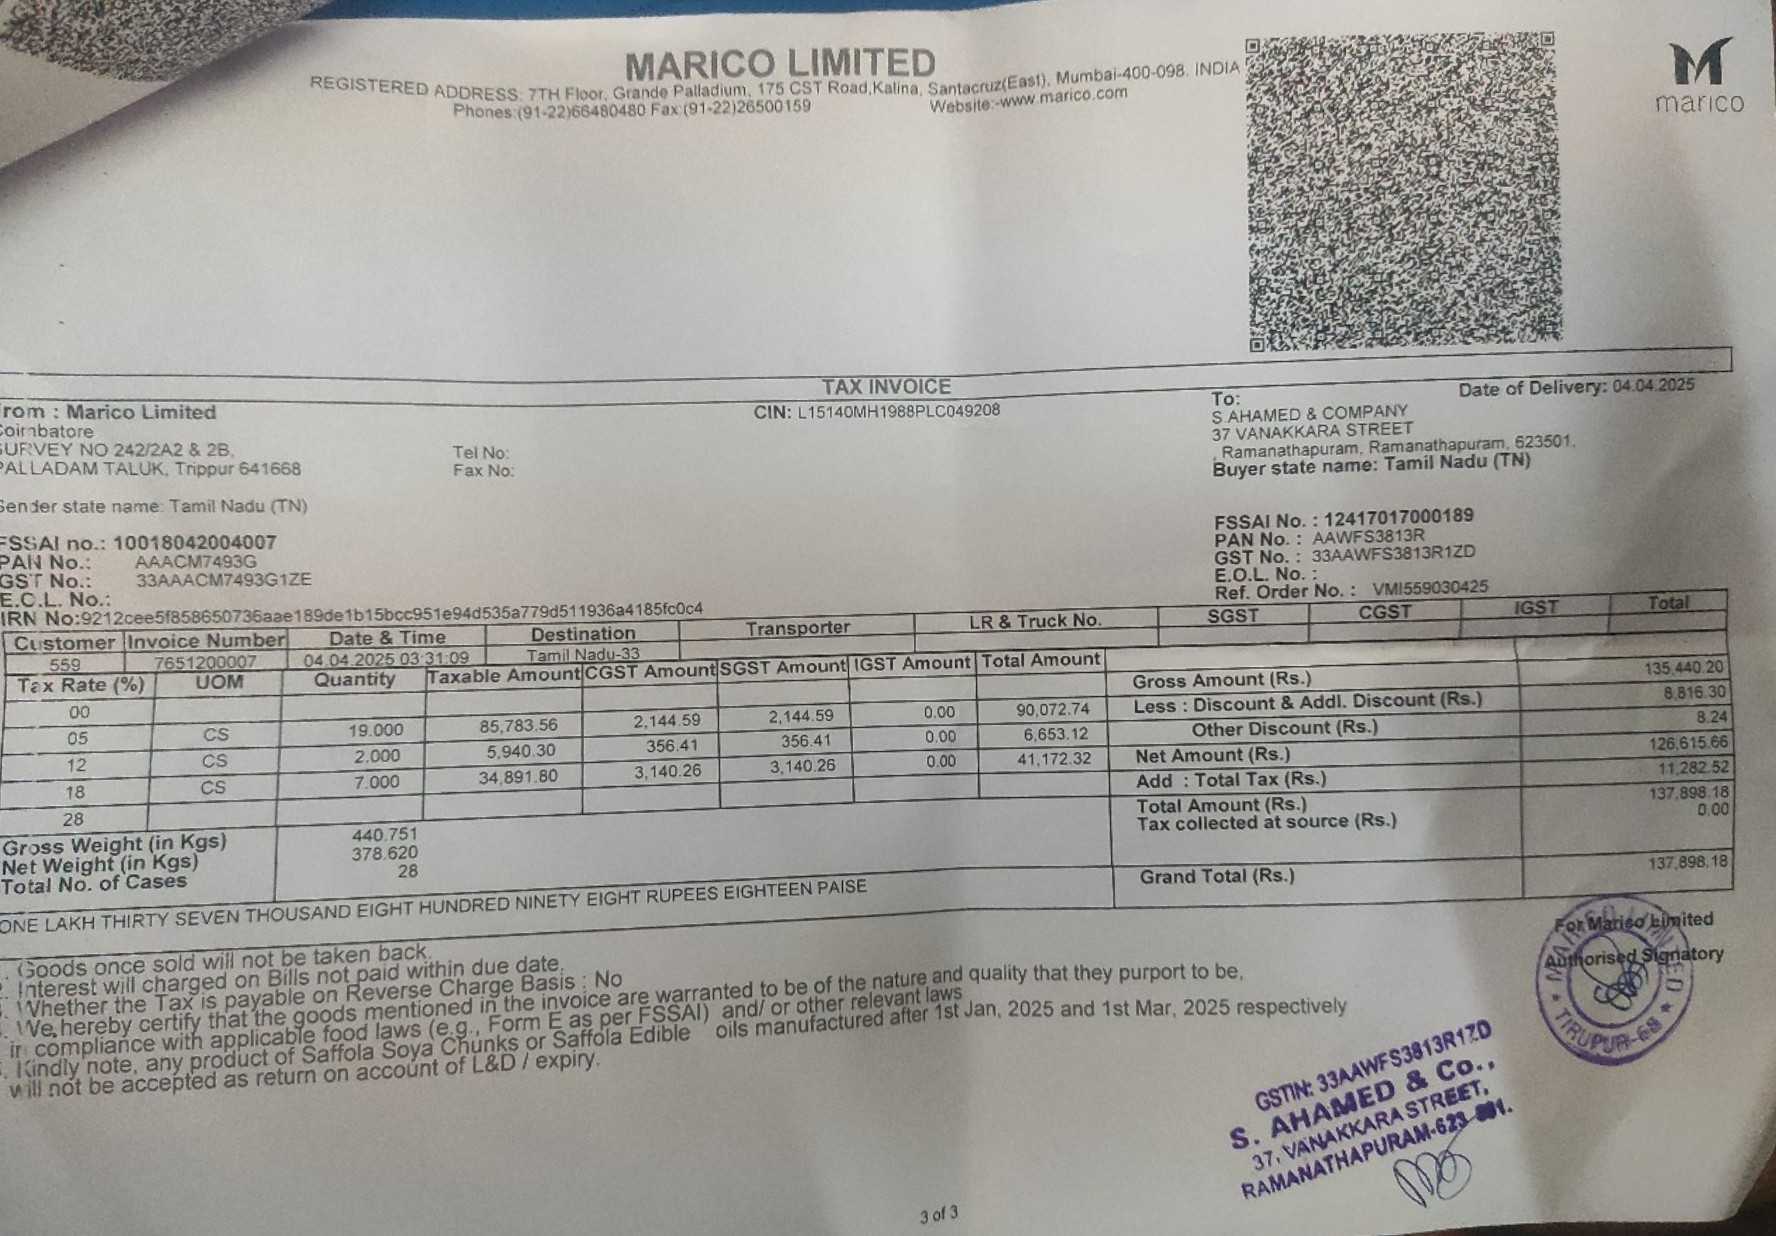 MARICO LIMITED
REGISTERED ADDRESS: 7TH Floor, Grande Palladium, 175 CST Road,Kalina, Santacruz(East), Mumbai-400-098. INDIA
Phones:(91-22)66480480 Fax:(91-22)26500159 Website:-www.marico.com
marico
TAX INVOICE
From : Marico Limited
CIN: L15140MH1988PLC049208
To:
Date of Delivery: 04.04.2025
Coimbatore
S AHAMED & COMPANY
SURVEY NO 242/2A2 & 2B,
Tel No:
37 VANAKKARA STREET
PALLADAM TALUK, Trippur 641668
Fax No:
, Ramanathapuram, Ramanathapuram, 623501,
Buyer state name: Tamil Nadu (TN)
Sender state name: Tamil Nadu (TN)
FSSAI no.: 10018042004007
FSSAI No. : 12417017000189
PAN No.: AAACM7493G
PAN No. : AAWFS3813R
GST No.: 33AAACM7493G1ZE
GST No. : 33AAWFS3813R1ZD
E.O.L. No.:
E.O.L. No. :
IRN No:9212cee5f858650736aae189de1b15bcc951e94d535a779d511936a4185fc0c4
Ref. Order No. : VMI559030425
Customer Invoice Number Date & Time Destination Transporter LR & Truck No. SGST CGST IGST Total
559 7651200007 04.04.2025 03:31:09 Tamil Nadu-33
Tax Rate (%) UOM Quantity Taxable Amount CGST Amount SGST Amount IGST Amount Total Amount
00
05 CS 19.000 85,783.56 2,144.59 2,144.59 0.00 90,072.74
12 CS 2.000 5,940.30 356.41 356.41 0.00 6,653.12
18 CS 7.000 34,891.80 3,140.26 3,140.26 0.00 41,172.32
28
Gross Amount (Rs.) 135,440.20
Less : Discount & Addl. Discount (Rs.) 8,816.30
Other Discount (Rs.) 8.24
Net Amount (Rs.) 126,615.66
Add : Total Tax (Rs.) 11,282.52
Total Amount (Rs.) 137,898.18
Tax collected at source (Rs.) 0.00
Gross Weight (in Kgs) 440.751
Net Weight (in Kgs) 378.620
Total No. of Cases 28
Grand Total (Rs.) 137,898.18
ONE LAKH THIRTY SEVEN THOUSAND EIGHT HUNDRED NINETY EIGHT RUPEES EIGHTEEN PAISE
For Marico Limited
Authorised Signatory
MARICO LIMITED
TIRUPUR-68
Goods once sold will not be taken back.
Interest will charged on Bills not paid within due date.
Whether the Tax is payable on Reverse Charge Basis : No
We hereby certify that the goods mentioned in the invoice are warranted to be of the nature and quality that they purport to be,
in compliance with applicable food laws (e.g., Form E as per FSSAI) and/ or other relevant laws
Kindly note, any product of Saffola Soya Chunks or Saffola Edible oils manufactured after 1st Jan, 2025 and 1st Mar, 2025 respectively
will not be accepted as return on account of L&D / expiry.
GSTIN: 33AAWFS3813R1ZD
S. AHAMED & Co.,
37, VANAKKARA STREET,
RAMANATHAPURAM-623
3 of 3